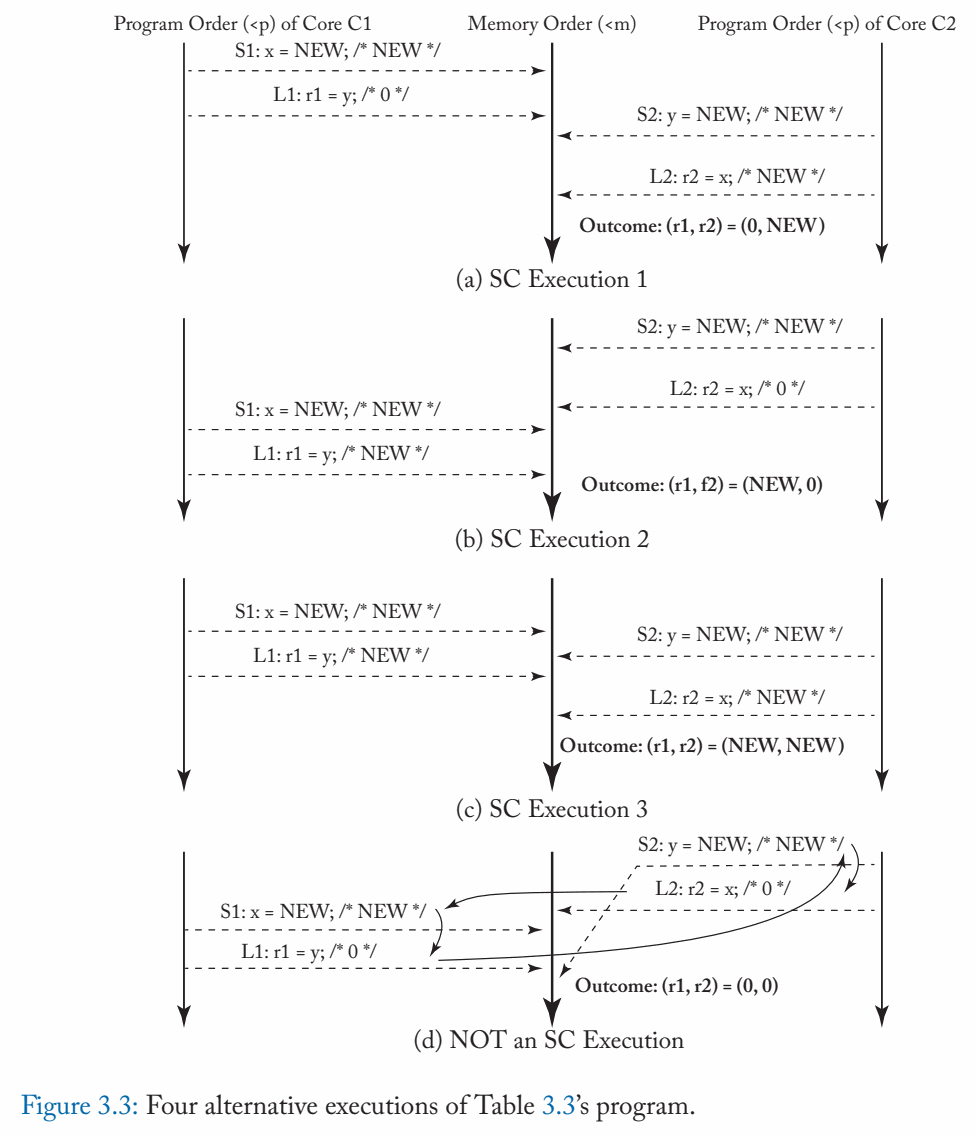 Program Order (<p) of Core C1 Memory Order (<m) Program Order (<p) of Core C2
S1: x = NEW; /* NEW */
L1: r1 = y; /* 0 */
S2: y = NEW; /* NEW */
L2: r2 = x; /* NEW */
Outcome: (r1, r2) = (0, NEW)
(a) SC Execution 1
S2: y = NEW; /* NEW */
L2: r2 = x; /* 0 */
S1: x = NEW; /* NEW */
L1: r1 = y; /* NEW */
Outcome: (r1, f2) = (NEW, 0)
(b) SC Execution 2
S1: x = NEW; /* NEW */
S2: y = NEW; /* NEW */
L1: r1 = y; /* NEW */
L2: r2 = x; /* NEW */
Outcome: (r1, r2) = (NEW, NEW)
(c) SC Execution 3
S2: y = NEW; /* NEW */
L2: r2 = x; /* 0 */
S1: x = NEW; /* NEW */
L1: r1 = y; /* 0 */
Outcome: (r1, r2) = (0, 0)
(d) NOT an SC Execution
Figure 3.3: Four alternative executions of Table 3.3’s program.